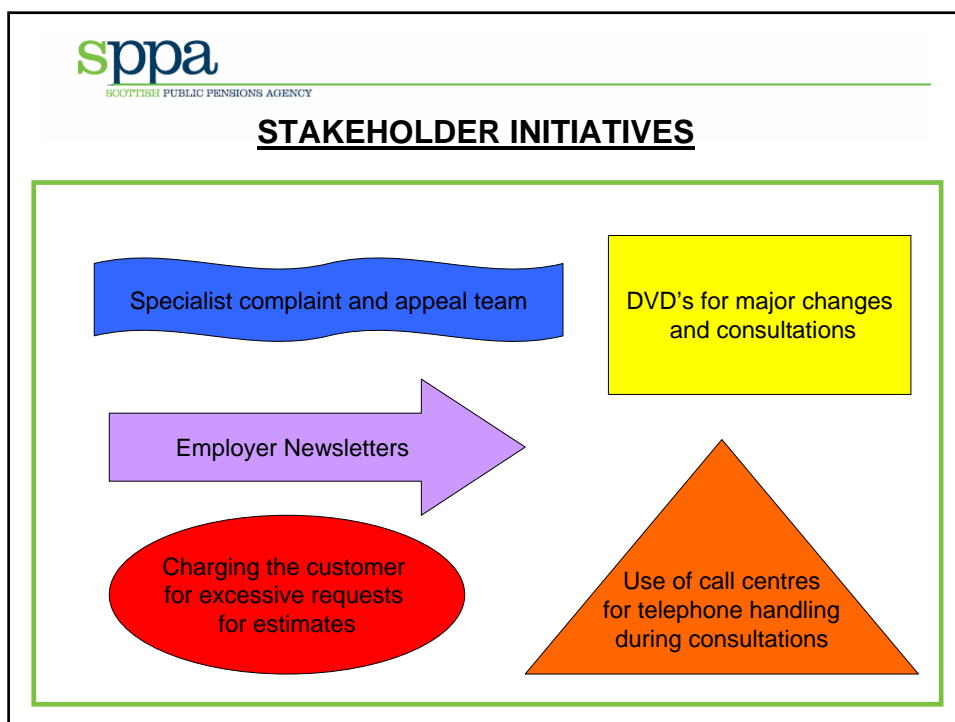 sppa
SCOTTISH PUBLIC PENSIONS AGENCY
STAKEHOLDER INITIATIVES
Specialist complaint and appeal team
DVD's for major changes
and consultations
Employer Newsletters
Charging the customer
for excessive requests
for estimates
Use of call centres
for telephone handling
during consultations